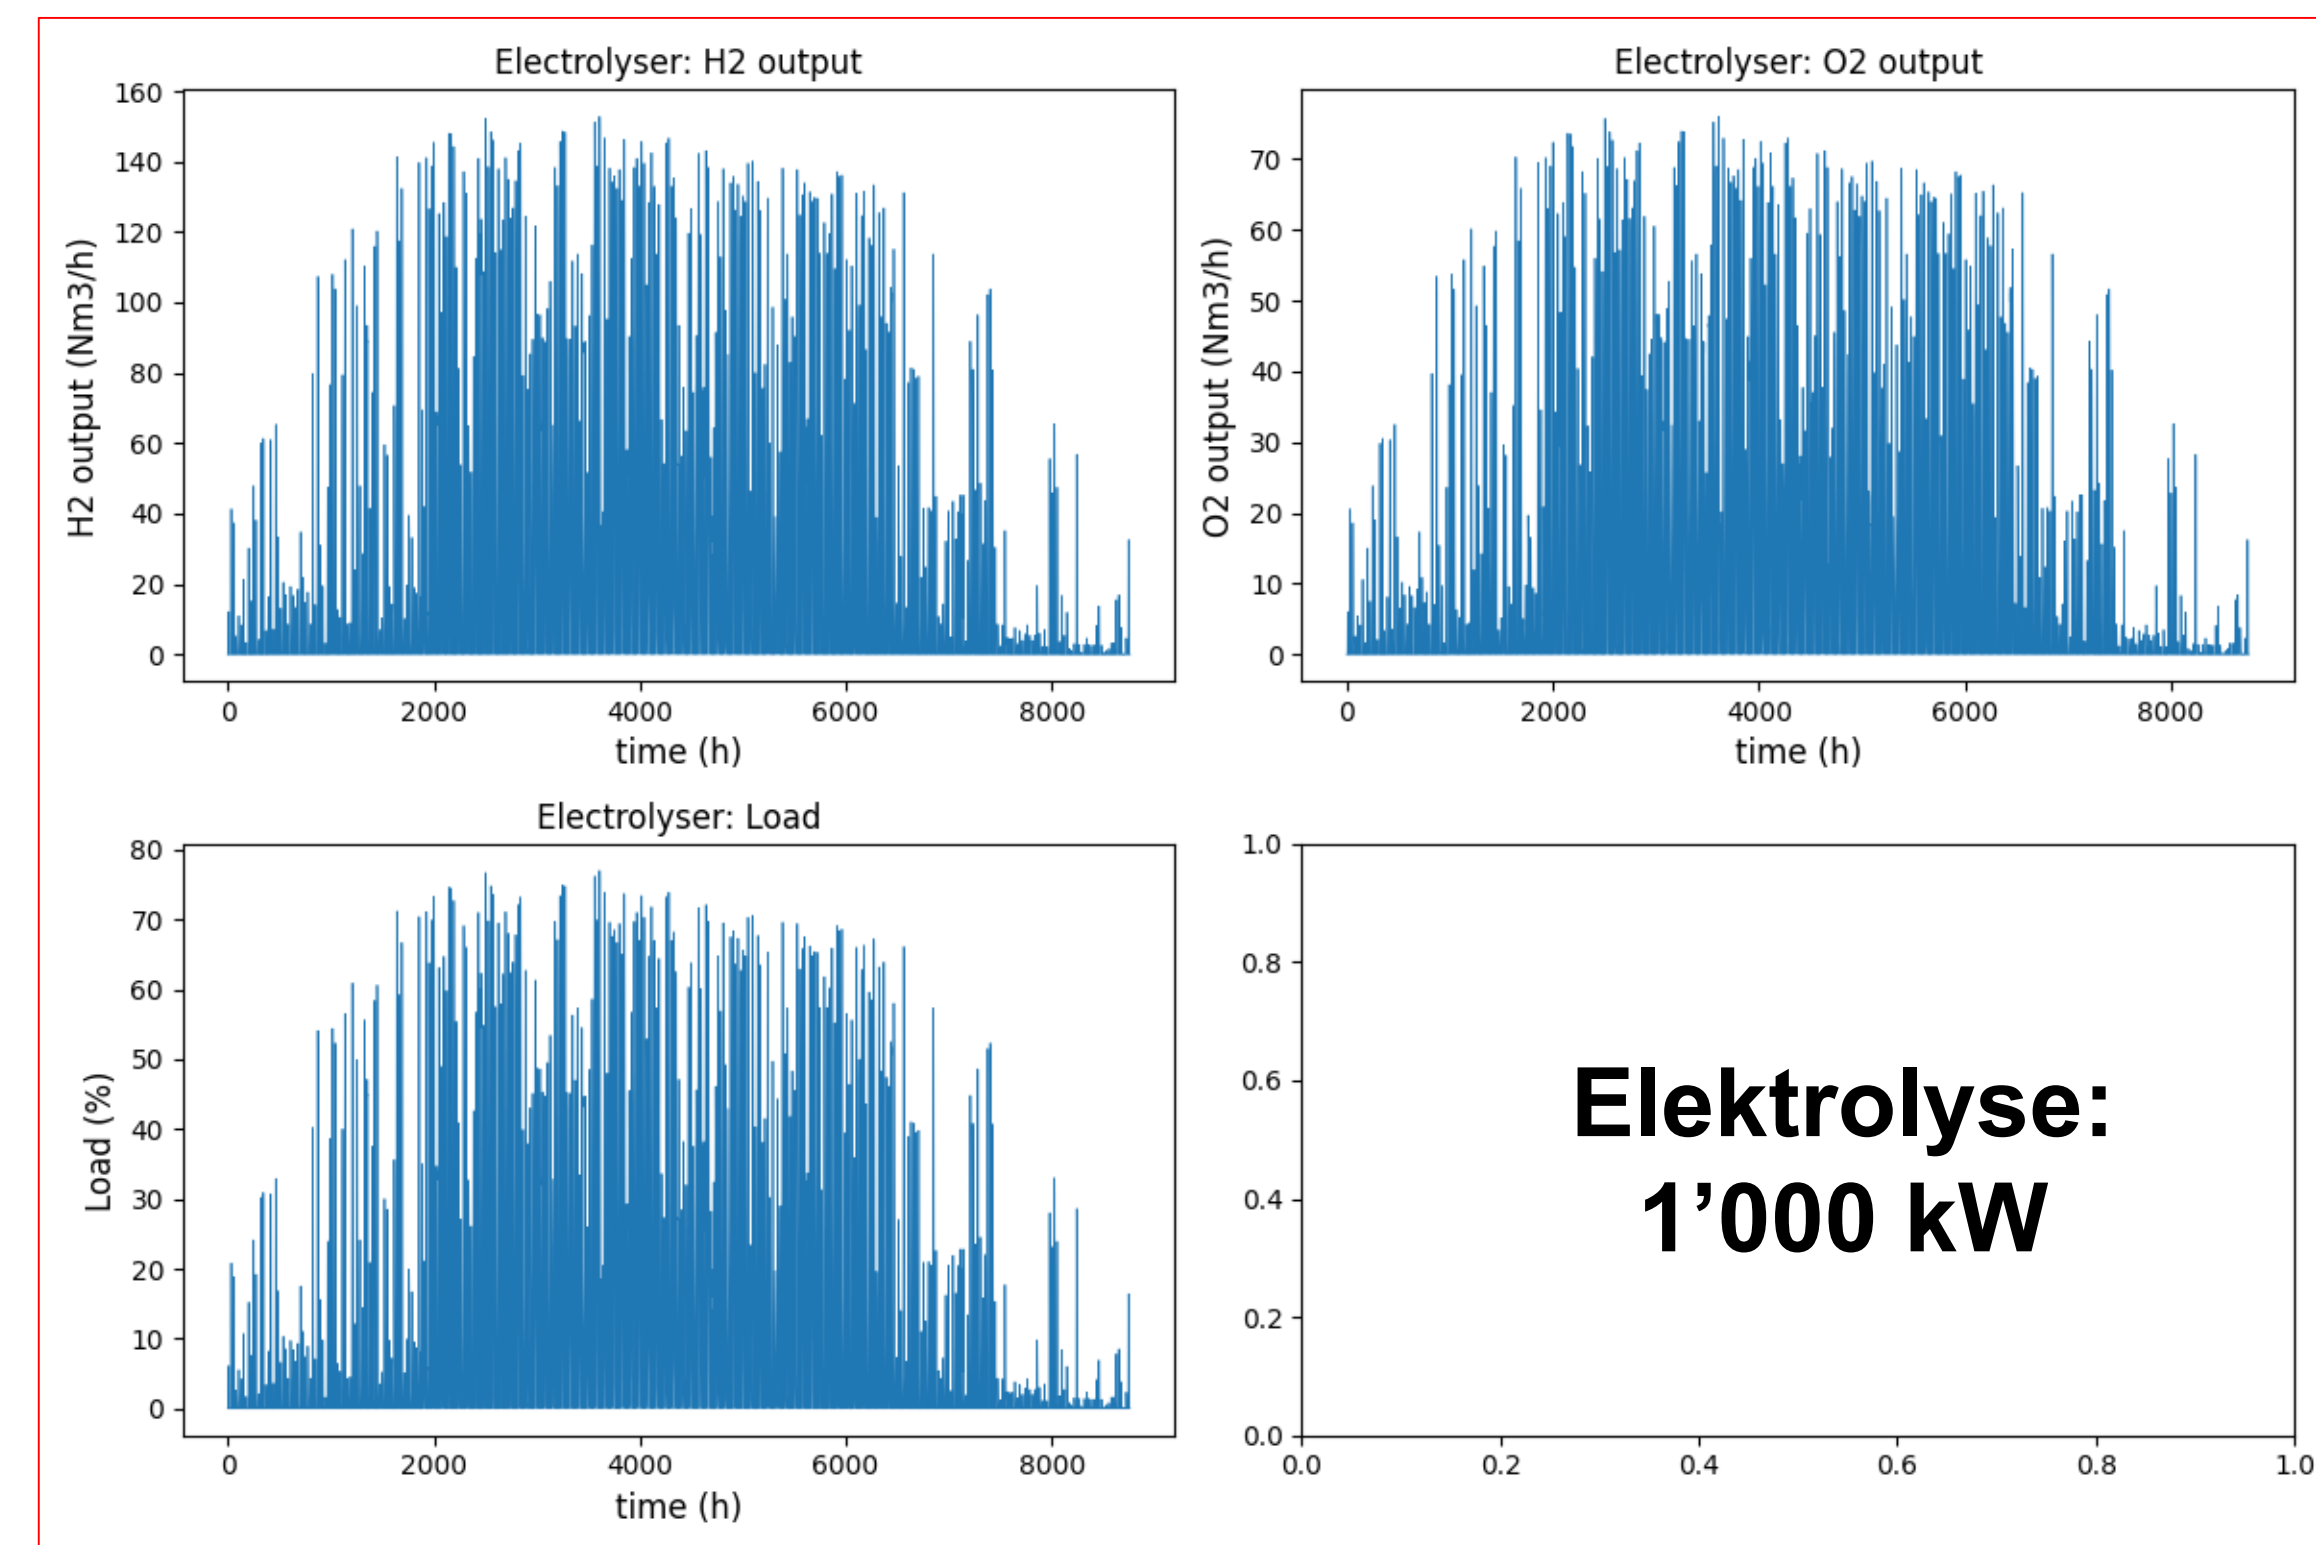 Electrolyser: H2 output
160
140
120
100
80
60
40
20
0
H2 output (Nm3/h)
0 2000 4000 6000 8000
time (h)
Electrolyser: O2 output
70
60
50
40
30
20
10
0
O2 output (Nm3/h)
0 2000 4000 6000 8000
time (h)
Electrolyser: Load
80
70
60
50
40
30
20
10
0
Load (%)
0 2000 4000 6000 8000
time (h)
1.0
0.8
0.6
0.4
0.2
0.0
0.0 0.2 0.4 0.6 0.8 1.0
Elektrolyse:
1’000 kW